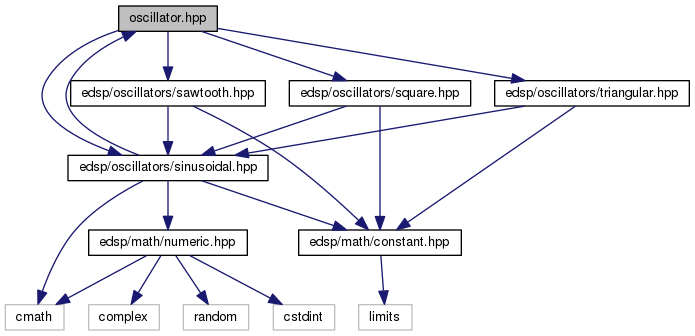 oscillator.hpp
edsp/oscillators/sawtooth.hpp
edsp/oscillators/square.hpp
edsp/oscillators/triangular.hpp
edsp/oscillators/sinusoidal.hpp
edsp/math/numeric.hpp
edsp/math/constant.hpp
cmath
complex
random
cstdint
limits